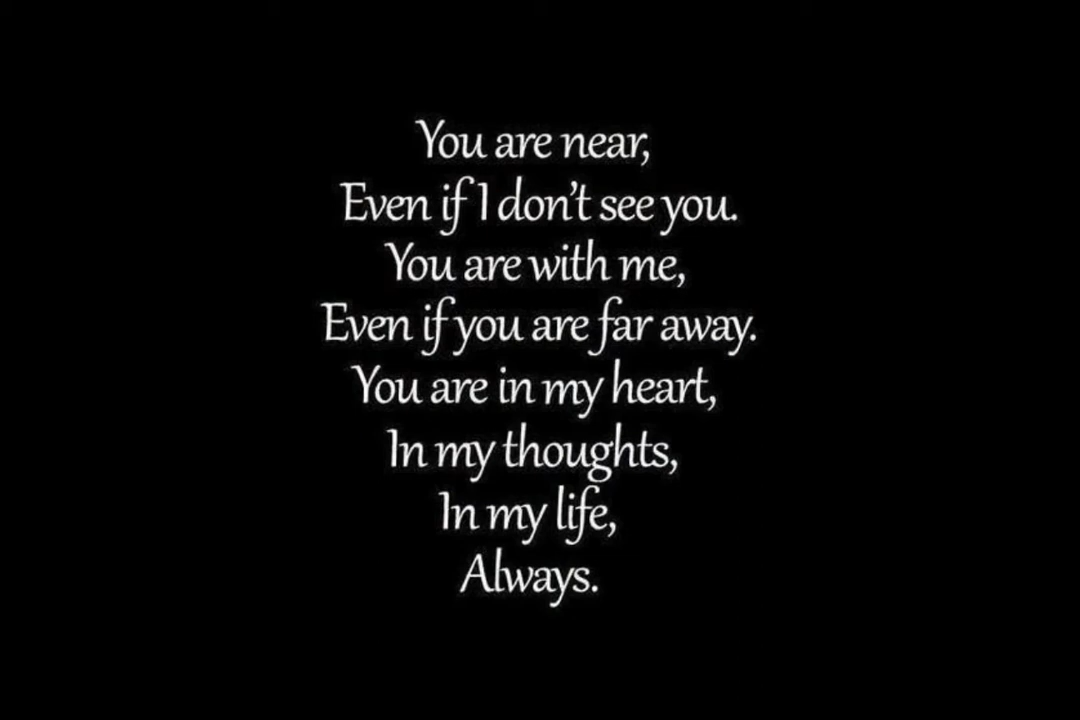 You are near,
Even if I don't see you.
You are with me,
Even if you are far away.
You are in my heart,
In my thoughts,
In my life,
Always.